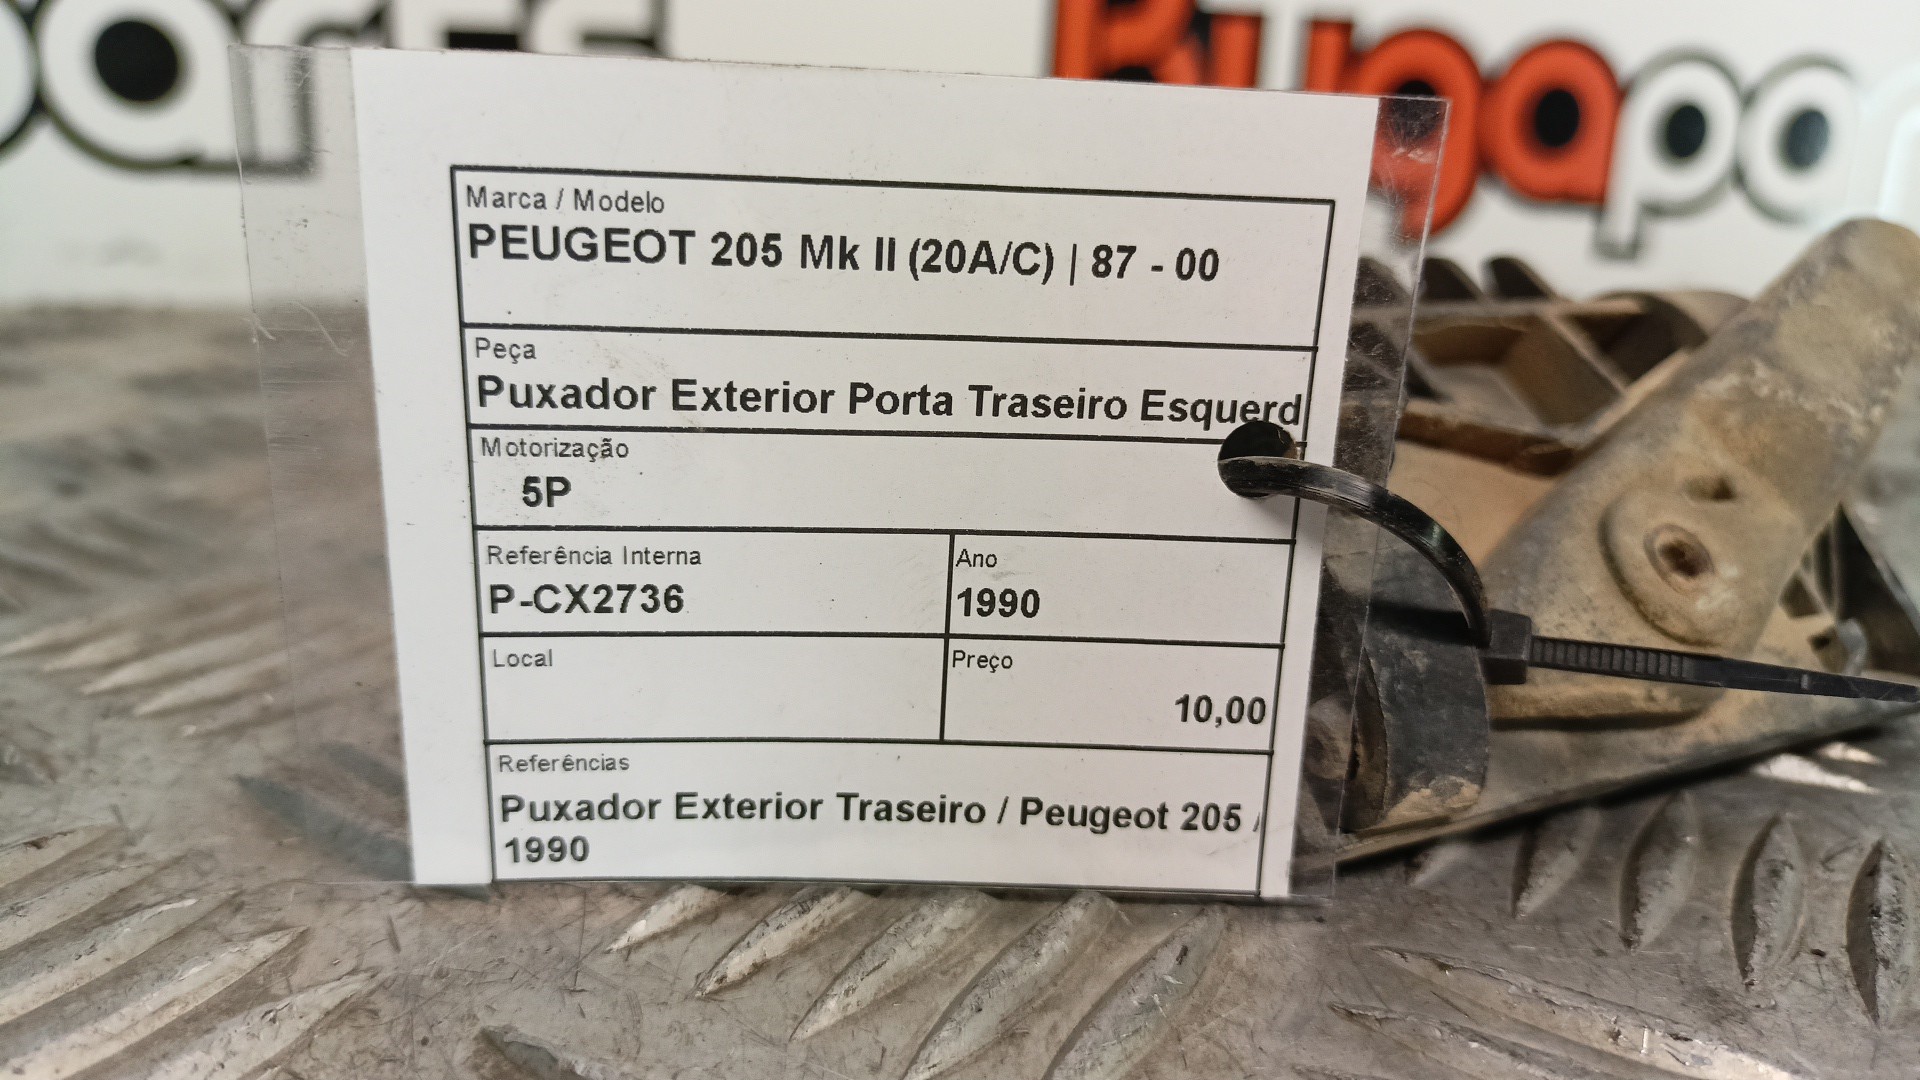 Marca / Modelo
PEUGEOT 205 Mk II (20A/C) | 87 - 00
Peça
Puxador Exterior Porta Traseiro Esquerd
Motorização
5P
Referência Interna
P-CX2736
Ano
1990
Local
Preço
10,00
Referências
Puxador Exterior Traseiro / Peugeot 205 /
1990